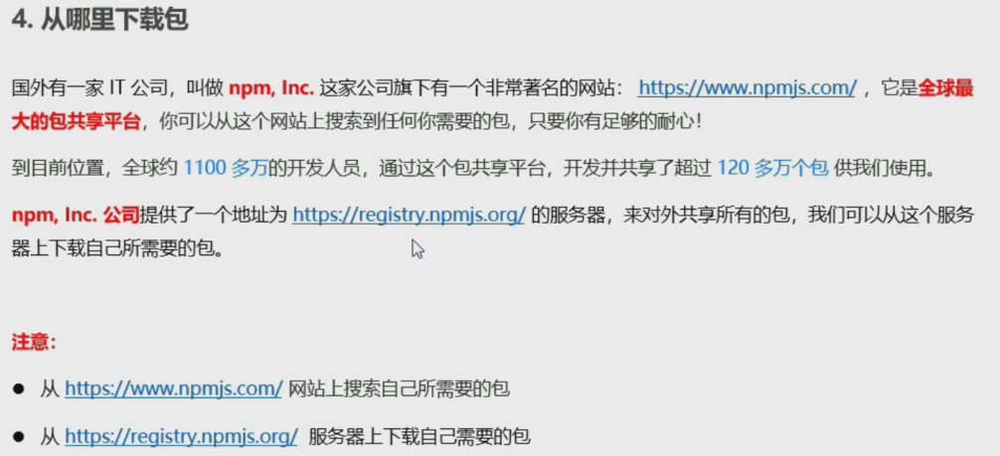 4. 从哪里下载包
国外有一家 IT 公司，叫做 npm, Inc. 这家公司旗下有一个非常著名的网站： https://www.npmjs.com/ ，它是全球最
大的包共享平台，你可以从这个网站上搜索到任何你需要的包，只要你有足够的耐心！
到目前位置，全球约 1100 多万的开发人员，通过这个包共享平台，开发并共享了超过 120 多万个包 供我们使用。
npm, Inc. 公司提供了一个地址为 https://registry.npmjs.org/ 的服务器，来对外共享所有的包，我们可以从这个服务
器上下载自己所需要的包。
注意：
● 从 https://www.npmjs.com/ 网站上搜索自己所需要的包
● 从 https://registry.npmjs.org/ 服务器上下载自己需要的包